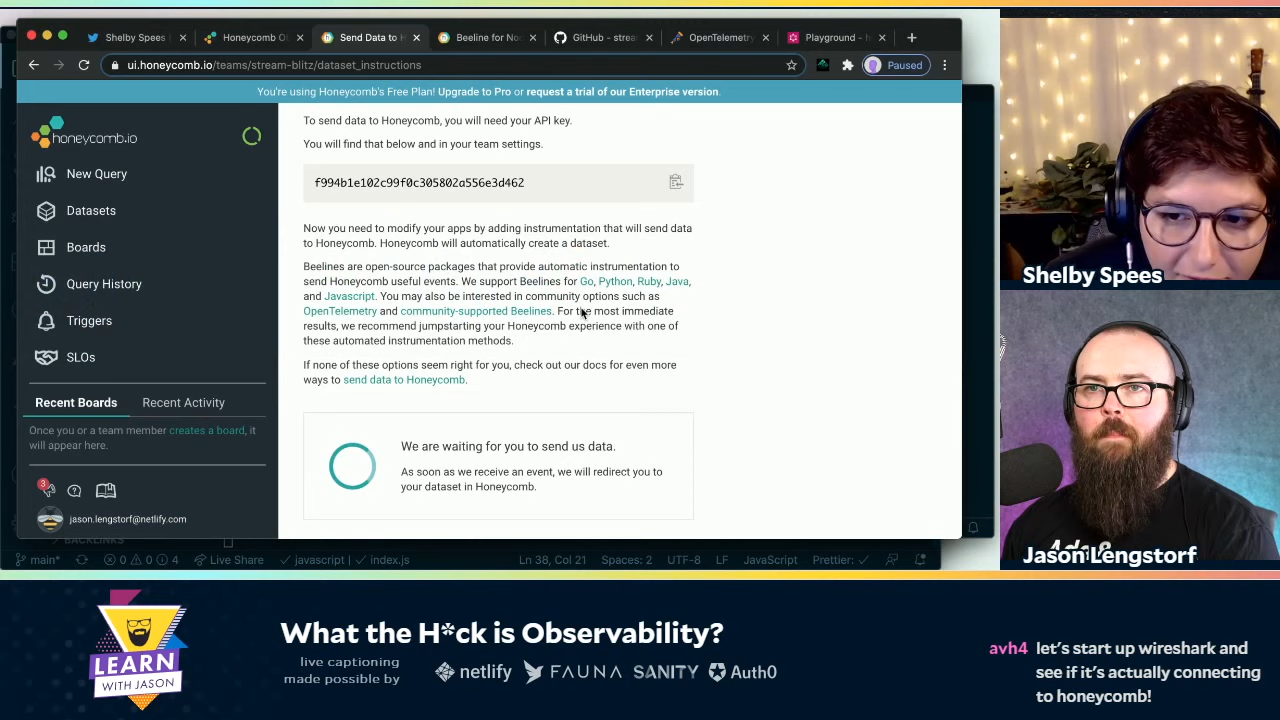 Shelby Spees
Honeycomb O
Send Data to H
Beeline for No
GitHub - strea
OpenTelemetry
Playground - h
ui.honeycomb.io/teams/stream-blitz/dataset_instructions
Paused
You're using Honeycomb's Free Plan! Upgrade to Pro or request a trial of our Enterprise version.
honeycomb.io
New Query
Datasets
Boards
Query History
Triggers
SLOs
Recent Boards
Recent Activity
Once you or a team member creates a board, it
will appear here.
3
jason.lengstorf@netlify.com
To send data to Honeycomb, you will need your API key.
You will find that below and in your team settings.
f994b1e102c99f0c305802a556e3d462
Now you need to modify your apps by adding instrumentation that will send data
to Honeycomb. Honeycomb will automatically create a dataset.
Beelines are open-source packages that provide automatic instrumentation to
send Honeycomb useful events. We support Beelines for Go, Python, Ruby, Java,
and Javascript. You may also be interested in community options such as
OpenTelemetry and community-supported Beelines. For the most immediate
results, we recommend jumpstarting your Honeycomb experience with one of
these automated instrumentation methods.
If none of these options seem right for you, check out our docs for even more
ways to send data to Honeycomb.
We are waiting for you to send us data.
As soon as we receive an event, we will redirect you to
your dataset in Honeycomb.
BACKLINKS
main* 0 0 4 Live Share javascript | index.js Ln 38, Col 21 Spaces: 2 UTF-8 LF JavaScript Prettier:
Shelby Spees
Jason Lengstorf
LEARN
WITH JASON
What the H*ck is Observability?
live captioning
made possible by
netlify
FAUNA
SANITY
Auth0
avh4 let's start up wireshark and
see if it's actually connecting
to honeycomb!